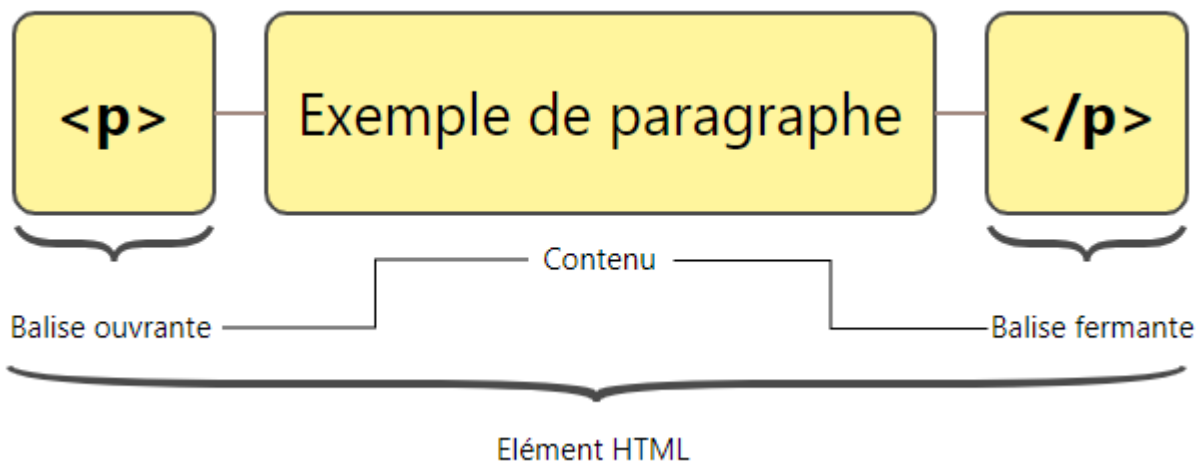 <p> Exemple de paragraphe </p>
Contenu
Balise ouvrante Balise fermante
Elément HTML